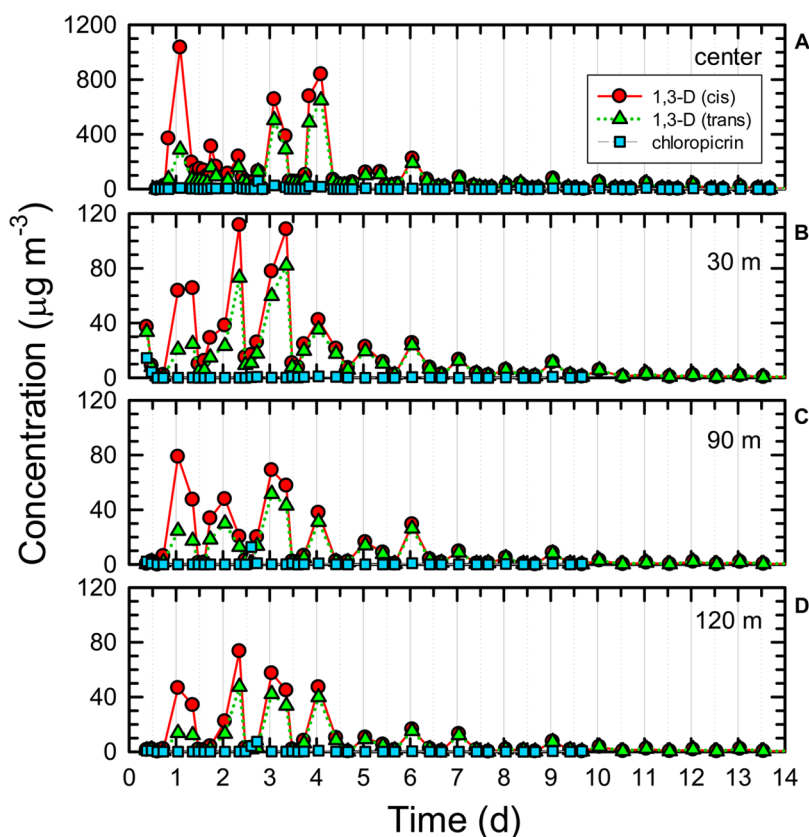 A
center
1200
800
400
0
1,3-D (cis)
1,3-D (trans)
chloropicrin
B
30 m
120
80
40
0
C
90 m
120
80
40
0
D
120 m
120
80
40
0
Concentration (µg m⁻³)
0 1 2 3 4 5 6 7 8 9 10 11 12 13 14
Time (d)